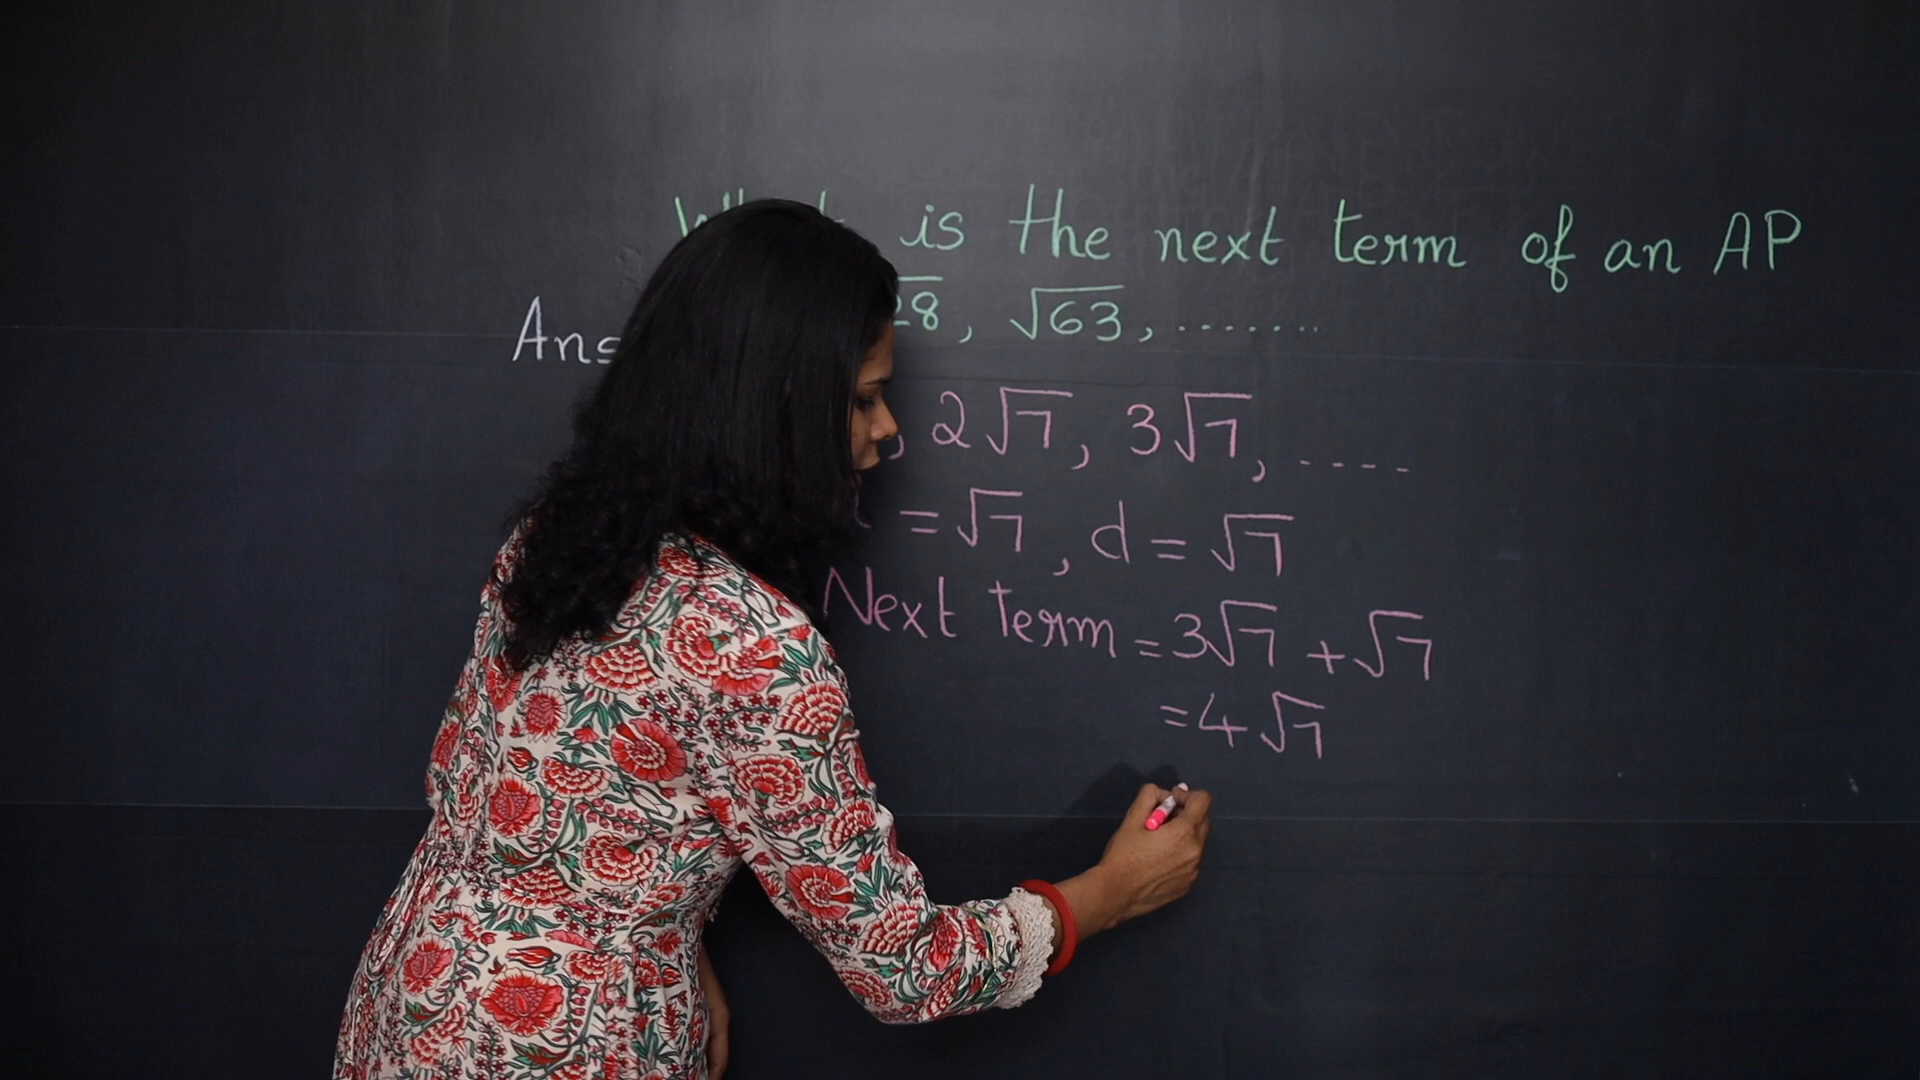 is the next term of an AP
28, √63, .......
Ans
, 2√7, 3√7, ----
= √7, d = √7
Next term = 3√7 + √7
= 4√7